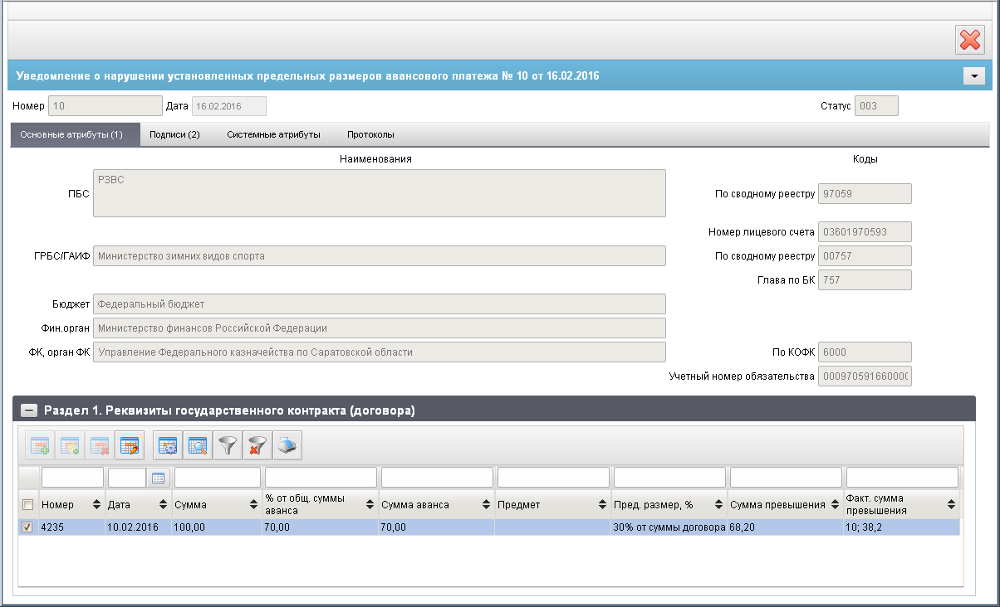 Уведомление о нарушении установленных предельных размеров авансового платежа № 10 от 16.02.2016
Номер 10 Дата 16.02.2016 Статус 003
Основные атрибуты (1) Подписи (2) Системные атрибуты Протоколы
Наименования Коды
ПБС РЗВС По сводному реестру 97059
Номер лицевого счета 03601970593
ГРБС/ГАИФ Министерство зимних видов спорта По сводному реестру 00757
Глава по БК 757
Бюджет Федеральный бюджет
Фин.орган Министерство финансов Российской Федерации
ФК, орган ФК Управление Федерального казначейства по Саратовской области По КОФК 6000
Учетный номер обязательства 000970591660000
Раздел 1. Реквизиты государственного контракта (договора)
Номер Дата Сумма % от общ. суммы аванса Сумма аванса Предмет Пред. размер, % Сумма превышения Факт. сумма превышения
4235 10.02.2016 100,00 70,00 70,00 30% от суммы договора 68,20 10; 38,2